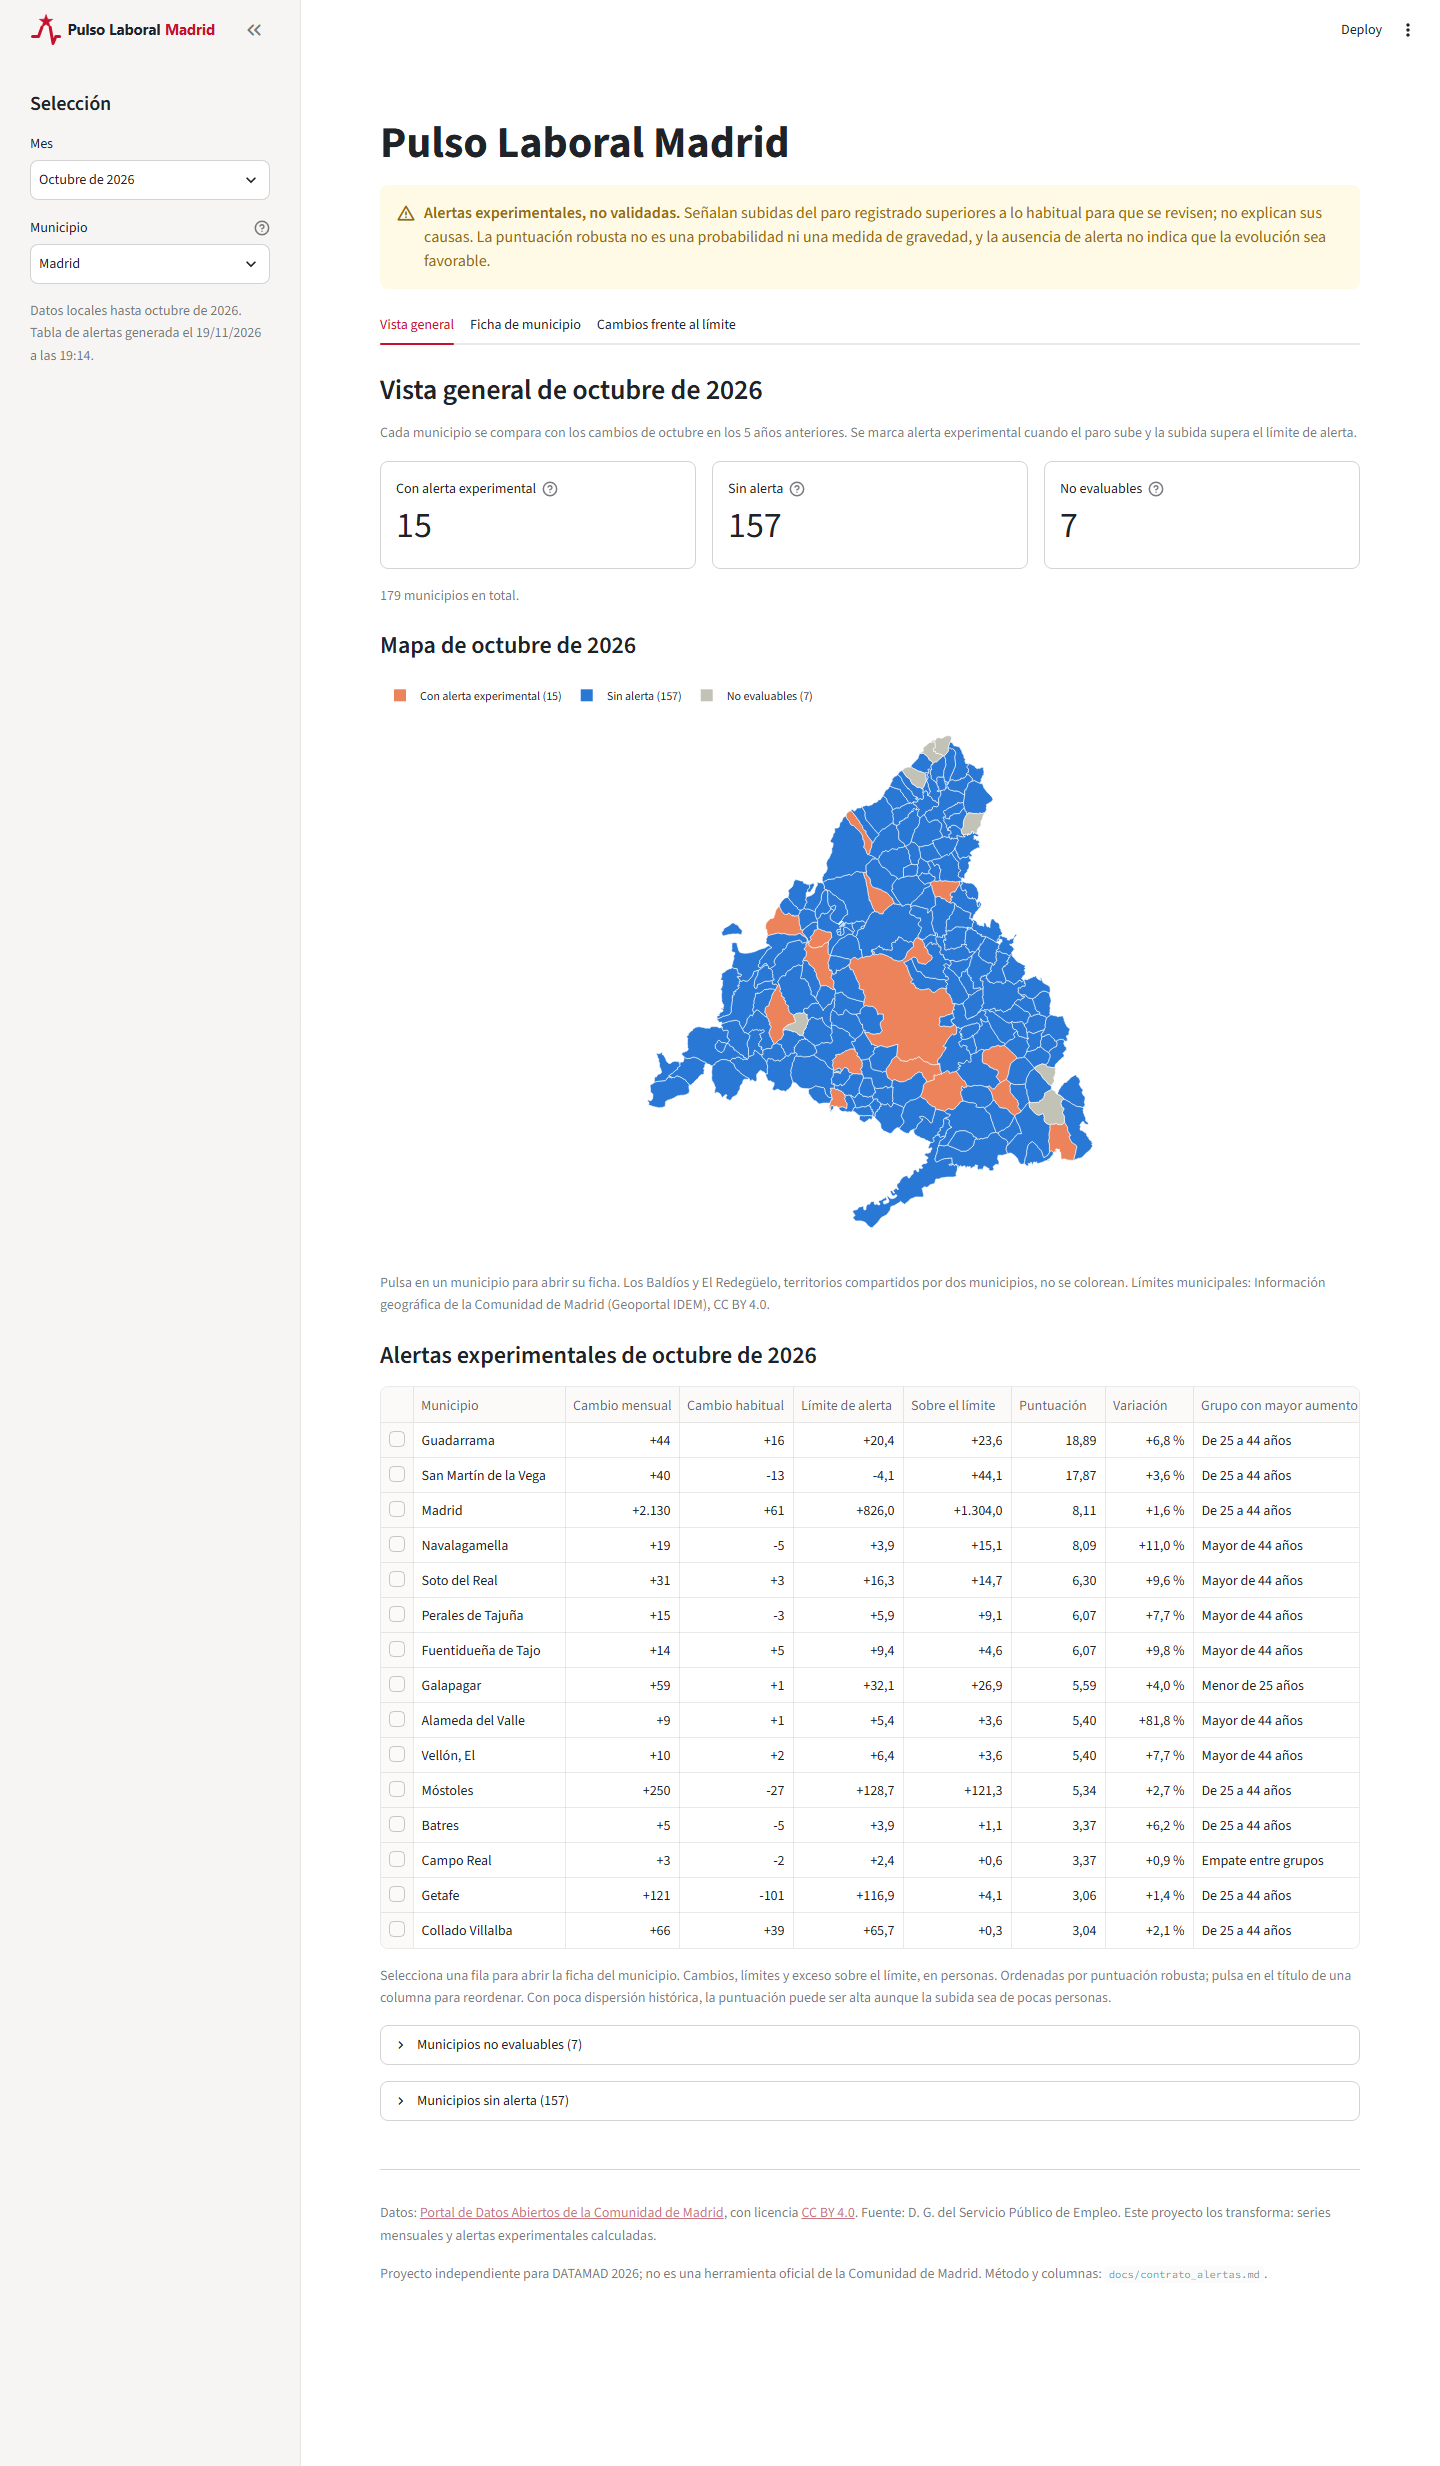 Pulso Laboral Madrid
Deploy
Selección
Mes
Octubre de 2026
Municipio
Madrid
Datos locales hasta octubre de 2026.
Tabla de alertas generada el 19/11/2026
a las 19:14.
Pulso Laboral Madrid
Alertas experimentales, no validadas. Señalan subidas del paro registrado superiores a lo habitual para que se revisen; no explican sus
causas. La puntuación robusta no es una probabilidad ni una medida de gravedad, y la ausencia de alerta no indica que la evolución sea
favorable.
Vista general Ficha de municipio Cambios frente al límite
Vista general de octubre de 2026
Cada municipio se compara con los cambios de octubre en los 5 años anteriores. Se marca alerta experimental cuando el paro sube y la subida supera el límite de alerta.
Con alerta experimental Sin alerta No evaluables
15 157 7
179 municipios en total.
Mapa de octubre de 2026
Con alerta experimental (15) Sin alerta (157) No evaluables (7)
Pulsa en un municipio para abrir su ficha. Los Baldíos y El Redegüelo, territorios compartidos por dos municipios, no se colorean. Límites municipales: Información
geográfica de la Comunidad de Madrid (Geoportal IDEM), CC BY 4.0.
Alertas experimentales de octubre de 2026
Municipio Cambio mensual Cambio habitual Límite de alerta Sobre el límite Puntuación Variación Grupo con mayor aumento
Guadarrama +44 +16 +20,4 +23,6 18,89 +6,8 % De 25 a 44 años
San Martín de la Vega +40 -13 -4,1 +44,1 17,87 +3,6 % De 25 a 44 años
Madrid +2.130 +61 +826,0 +1.304,0 8,11 +1,6 % De 25 a 44 años
Navalagamella +19 -5 +3,9 +15,1 8,09 +11,0 % Mayor de 44 años
Soto del Real +31 +3 +16,3 +14,7 6,30 +9,6 % Mayor de 44 años
Perales de Tajuña +15 -3 +5,9 +9,1 6,07 +7,7 % Mayor de 44 años
Fuentidueña de Tajo +14 +5 +9,4 +4,6 6,07 +9,8 % Mayor de 44 años
Galapagar +59 +1 +32,1 +26,9 5,59 +4,0 % Menor de 25 años
Alameda del Valle +9 +1 +5,4 +3,6 5,40 +81,8 % Mayor de 44 años
Vellón, El +10 +2 +6,4 +3,6 5,40 +7,7 % Mayor de 44 años
Móstoles +250 -27 +128,7 +121,3 5,34 +2,7 % De 25 a 44 años
Batres +5 -5 +3,9 +1,1 3,37 +6,2 % De 25 a 44 años
Campo Real +3 -2 +2,4 +0,6 3,37 +0,9 % Empate entre grupos
Getafe +121 -101 +116,9 +4,1 3,06 +1,4 % De 25 a 44 años
Collado Villalba +66 +39 +65,7 +0,3 3,04 +2,1 % De 25 a 44 años
Selecciona una fila para abrir la ficha del municipio. Cambios, límites y exceso sobre el límite, en personas. Ordenadas por puntuación robusta; pulsa en el título de una
columna para reordenar. Con poca dispersión histórica, la puntuación puede ser alta aunque la subida sea de pocas personas.
Municipios no evaluables (7)
Municipios sin alerta (157)
Datos: Portal de Datos Abiertos de la Comunidad de Madrid, con licencia CC BY 4.0. Fuente: D. G. del Servicio Público de Empleo. Este proyecto los transforma: series
mensuales y alertas experimentales calculadas.
Proyecto independiente para DATAMAD 2026; no es una herramienta oficial de la Comunidad de Madrid. Método y columnas: docs/contrato_alertas.md .